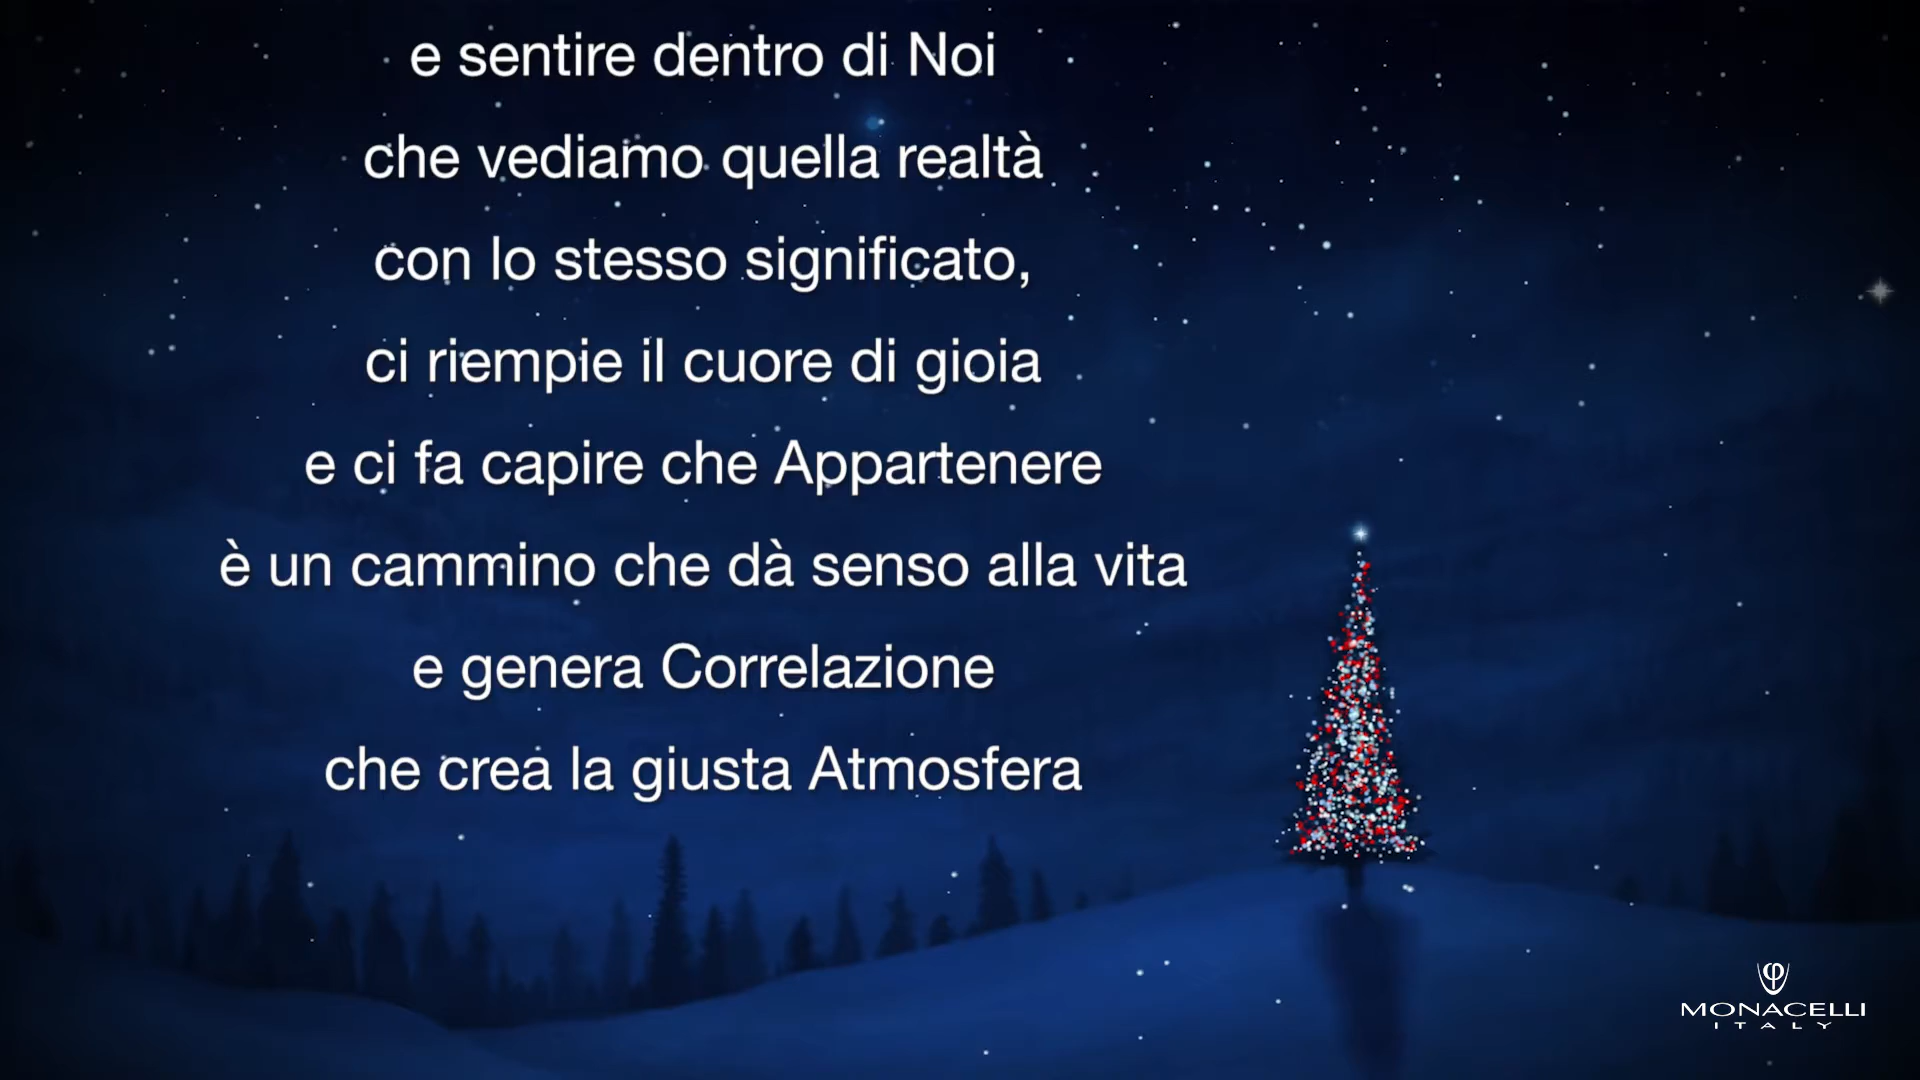 e sentire dentro di Noi
che vediamo quella realtà
con lo stesso significato,
ci riempie il cuore di gioia
e ci fa capire che Appartenere
è un cammino che dà senso alla vita
e genera Correlazione
che crea la giusta Atmosfera
MONACELLI
ITALY